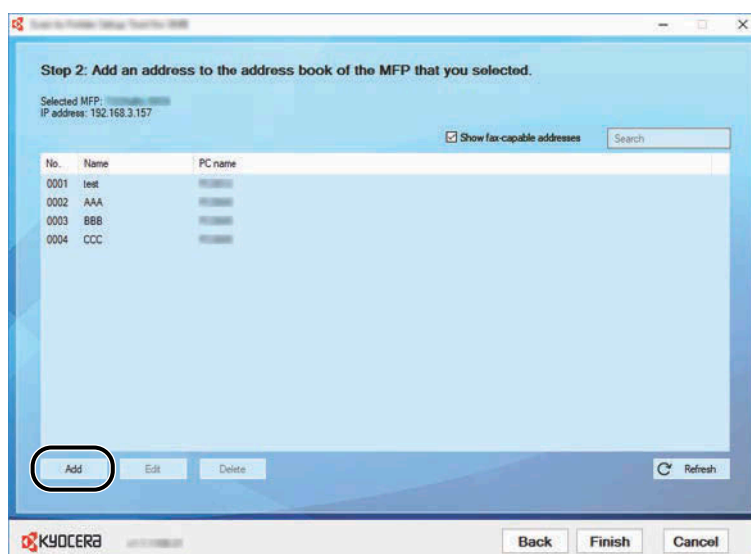 Step 2: Add an address to the address book of the MFP that you selected.
Selected MFP:
IP address: 192.168.3.157
Show fax-capable addresses Search
No. Name PC name
0001 test
0002 AAA
0003 BBB
0004 CCC
Add Edit Delete Refresh
KYOCERA Back Finish Cancel